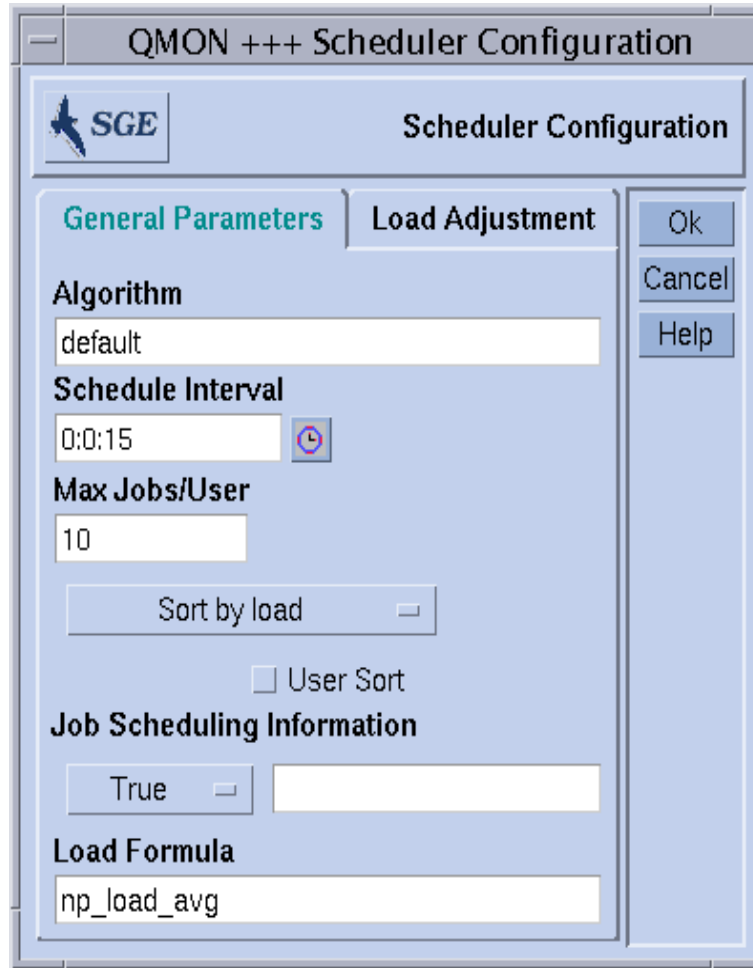 QMON +++ Scheduler Configuration
SGE
Scheduler Configuration
General Parameters
Load Adjustment
Ok
Cancel
Help
Algorithm
default
Schedule Interval
0:0:15
Max Jobs/User
10
Sort by load
User Sort
Job Scheduling Information
True
Load Formula
np_load_avg